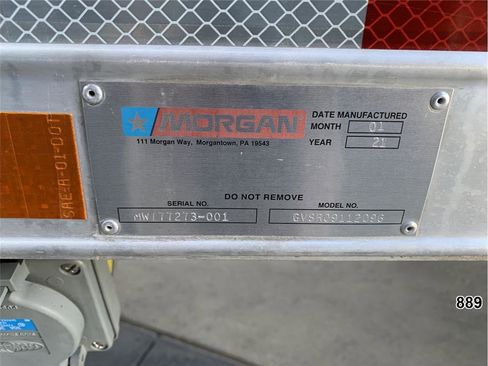 MORGAN
111 Morgan Way, Morgantown, PA 19543
DATE MANUFACTURED
MONTH 01
YEAR 21
DO NOT REMOVE
SERIAL NO. MODEL NO.
MW177273-001 GVSR09112096
SAE-A-01-DOT
889